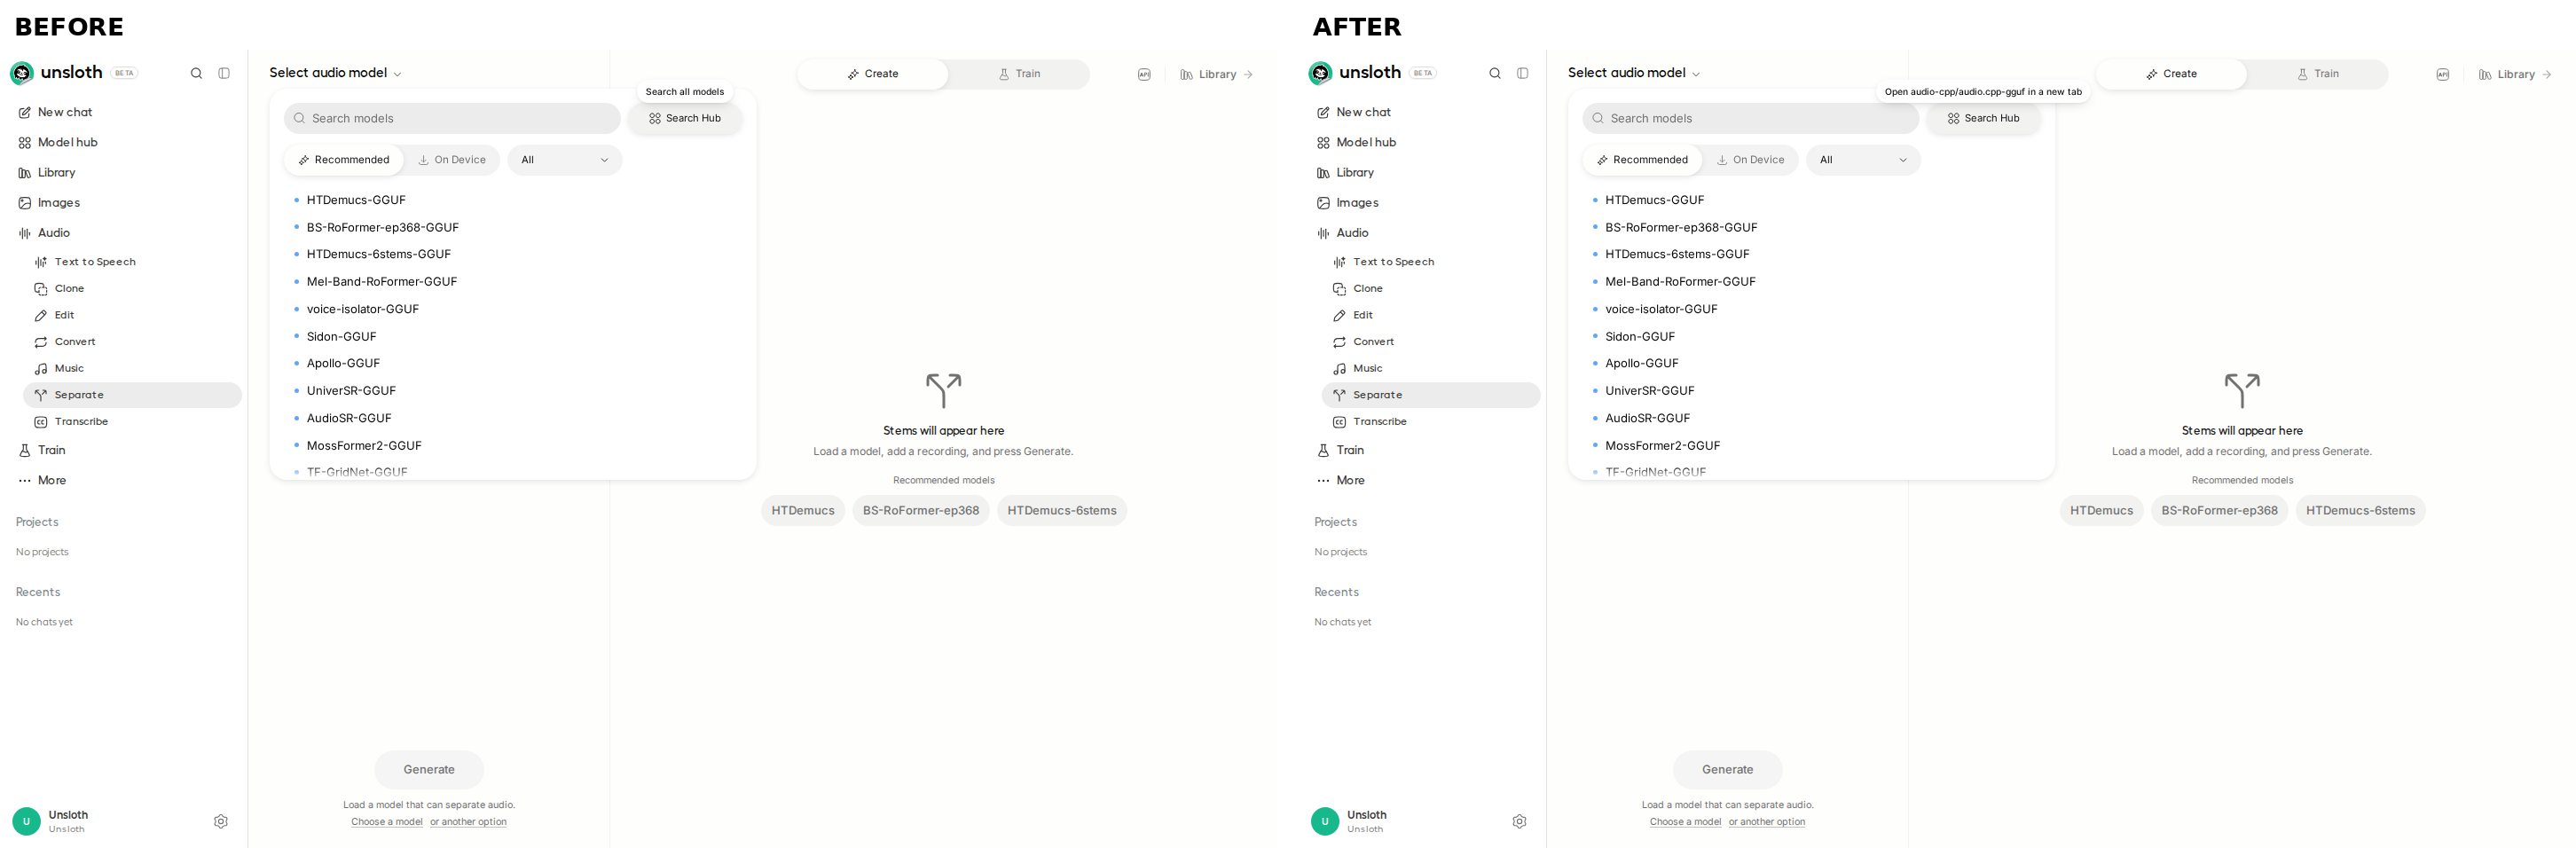 BEFORE
unsloth BETA
New chat
Model hub
Library
Images
Audio
Text to Speech
Clone
Edit
Convert
Music
Separate
Transcribe
Train
More
Projects
No projects
Recents
No chats yet
U
Unsloth
Unsloth
Select audio model
Search all models
Search models
Search Hub
Recommended
On Device
All
HTDemucs-GGUF
BS-RoFormer-ep368-GGUF
HTDemucs-6stems-GGUF
Mel-Band-RoFormer-GGUF
voice-isolator-GGUF
Sidon-GGUF
Apollo-GGUF
UniverSR-GGUF
AudioSR-GGUF
MossFormer2-GGUF
TF-GridNet-GGUF
Generate
Load a model that can separate audio.
Choose a model or another option
Create
Train
API
Library
Stems will appear here
Load a model, add a recording, and press Generate.
Recommended models
HTDemucs
BS-RoFormer-ep368
HTDemucs-6stems
AFTER
unsloth BETA
New chat
Model hub
Library
Images
Audio
Text to Speech
Clone
Edit
Convert
Music
Separate
Transcribe
Train
More
Projects
No projects
Recents
No chats yet
U
Unsloth
Unsloth
Select audio model
Open audio-cpp/audio.cpp-gguf in a new tab
Search models
Search Hub
Recommended
On Device
All
HTDemucs-GGUF
BS-RoFormer-ep368-GGUF
HTDemucs-6stems-GGUF
Mel-Band-RoFormer-GGUF
voice-isolator-GGUF
Sidon-GGUF
Apollo-GGUF
UniverSR-GGUF
AudioSR-GGUF
MossFormer2-GGUF
TF-GridNet-GGUF
Generate
Load a model that can separate audio.
Choose a model or another option
Create
Train
API
Library
Stems will appear here
Load a model, add a recording, and press Generate.
Recommended models
HTDemucs
BS-RoFormer-ep368
HTDemucs-6stems